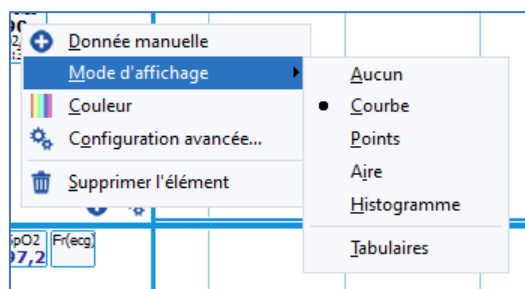 Donnée manuelle
Mode d'affichage
Couleur
Configuration avancée...
Supprimer l'élément
Aucun
Courbe
Points
Aire
Histogramme
Tabulaires
Fr(ecg)
97,2